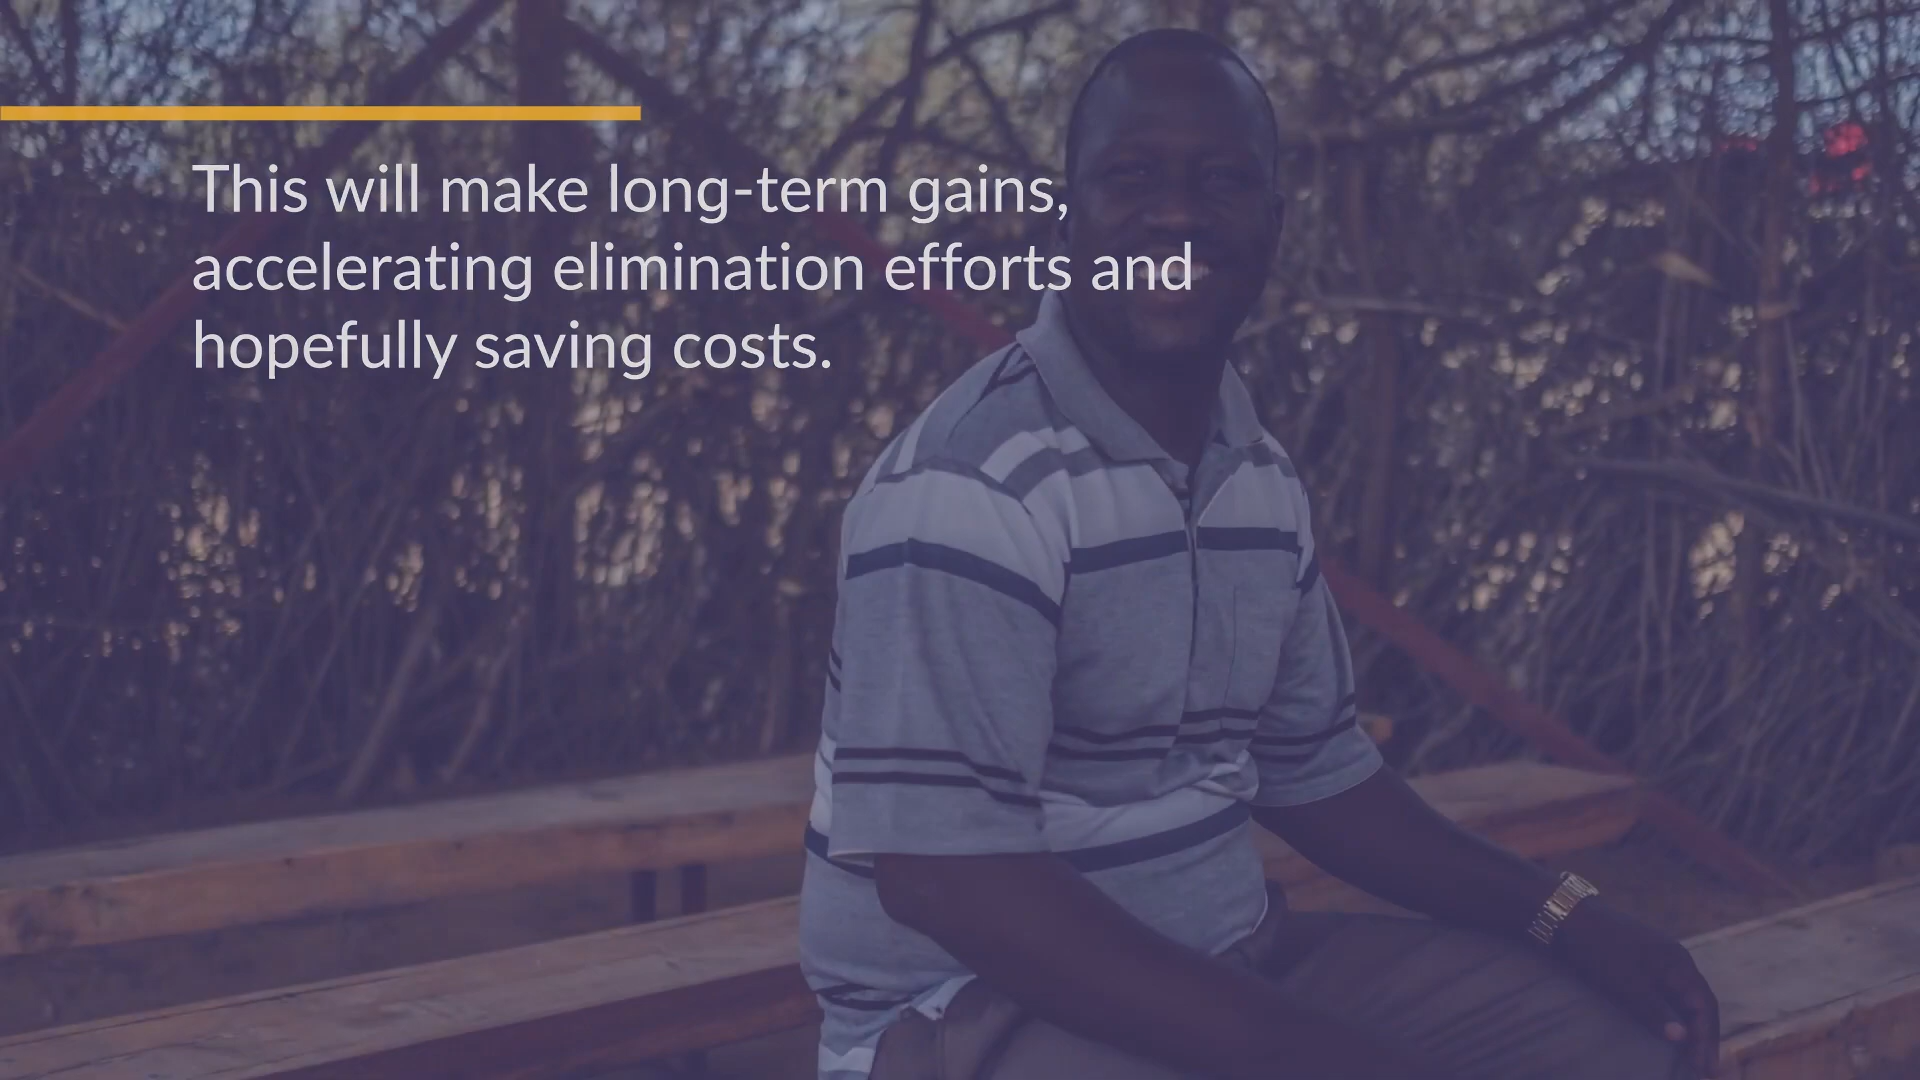 This will make long-term gains,
accelerating elimination efforts and
hopefully saving costs.